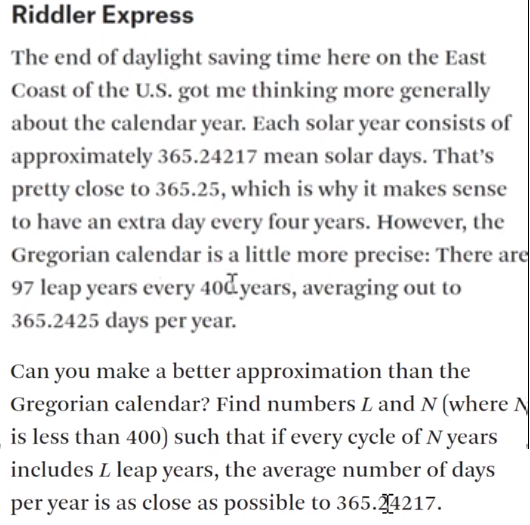 Riddler Express
The end of daylight saving time here on the East
Coast of the U.S. got me thinking more generally
about the calendar year. Each solar year consists of
approximately 365.24217 mean solar days. That’s
pretty close to 365.25, which is why it makes sense
to have an extra day every four years. However, the
Gregorian calendar is a little more precise: There are
97 leap years every 400 years, averaging out to
365.2425 days per year.
Can you make a better approximation than the
Gregorian calendar? Find numbers L and N (where N
is less than 400) such that if every cycle of N years
includes L leap years, the average number of days
per year is as close as possible to 365.24217.